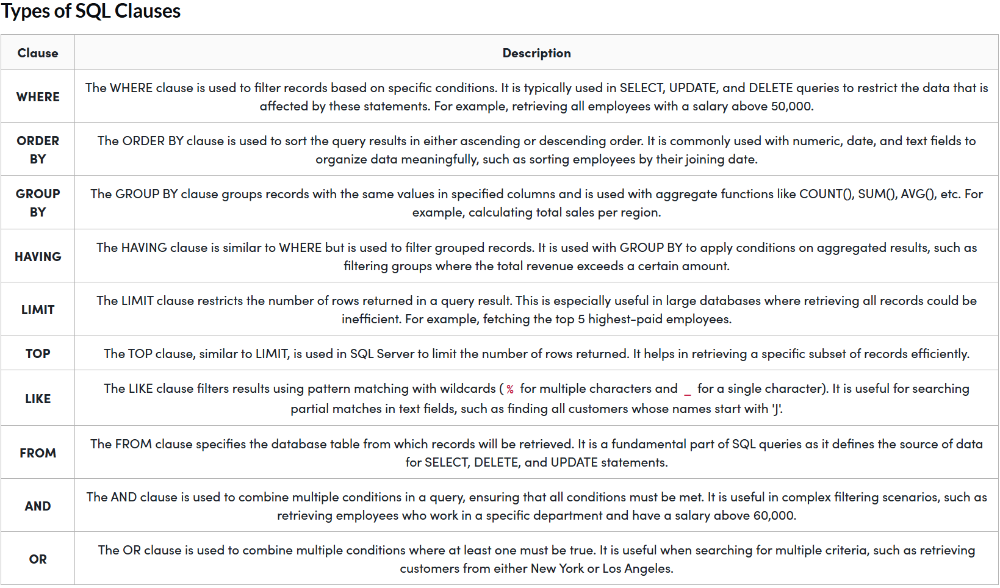 Types of SQL Clauses
Clause
Description
WHERE
The WHERE clause is used to filter records based on specific conditions. It is typically used in SELECT, UPDATE, and DELETE queries to restrict the data that is
affected by these statements. For example, retrieving all employees with a salary above 50,000.
ORDER
BY
The ORDER BY clause is used to sort the query results in either ascending or descending order. It is commonly used with numeric, date, and text fields to
organize data meaningfully, such as sorting employees by their joining date.
GROUP
BY
The GROUP BY clause groups records with the same values in specified columns and is used with aggregate functions like COUNT(), SUM(), AVG(), etc. For
example, calculating total sales per region.
HAVING
The HAVING clause is similar to WHERE but is used to filter grouped records. It is used with GROUP BY to apply conditions on aggregated results, such as
filtering groups where the total revenue exceeds a certain amount.
LIMIT
The LIMIT clause restricts the number of rows returned in a query result. This is especially useful in large databases where retrieving all records could be
inefficient. For example, fetching the top 5 highest-paid employees.
TOP
The TOP clause, similar to LIMIT, is used in SQL Server to limit the number of rows returned. It helps in retrieving a specific subset of records efficiently.
LIKE
The LIKE clause filters results using pattern matching with wildcards ( % for multiple characters and _ for a single character). It is useful for searching
partial matches in text fields, such as finding all customers whose names start with 'J'.
FROM
The FROM clause specifies the database table from which records will be retrieved. It is a fundamental part of SQL queries as it defines the source of data
for SELECT, DELETE, and UPDATE statements.
AND
The AND clause is used to combine multiple conditions in a query, ensuring that all conditions must be met. It is useful in complex filtering scenarios, such as
retrieving employees who work in a specific department and have a salary above 60,000.
OR
The OR clause is used to combine multiple conditions where at least one must be true. It is useful when searching for multiple criteria, such as retrieving
customers from either New York or Los Angeles.